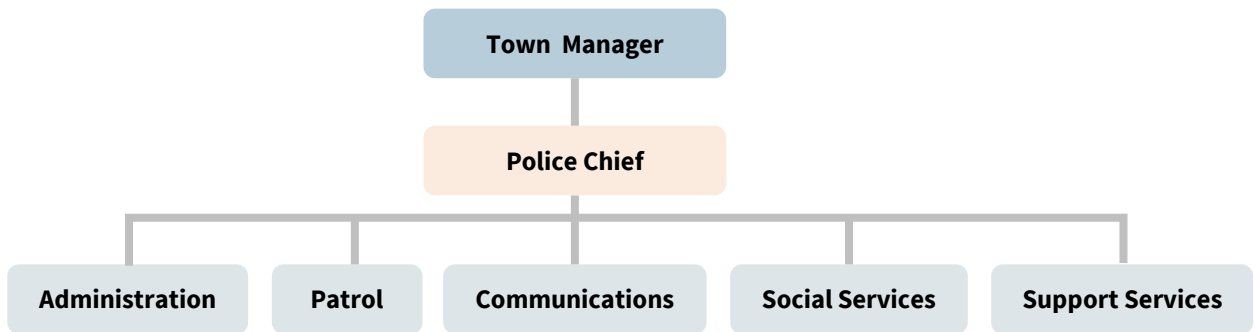 Town Manager
Police Chief
Administration
Patrol
Communications
Social Services
Support Services